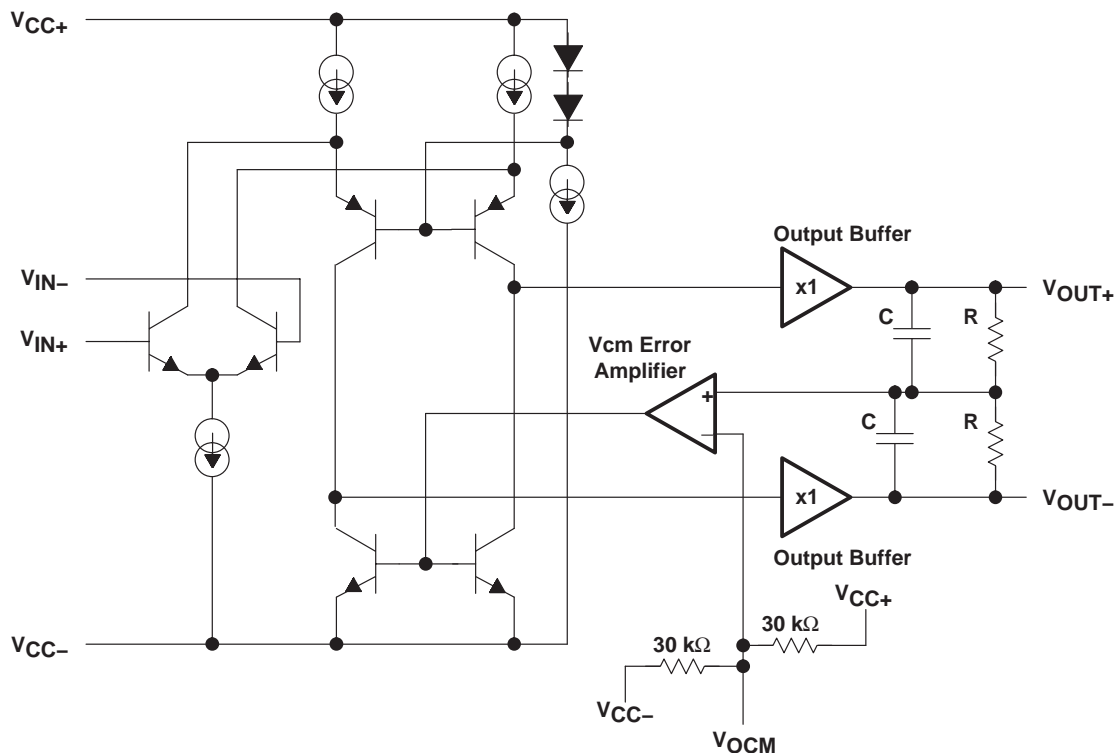 VCC+
Output Buffer
VIN−
x1
VOUT+
C
R
VIN+
Vcm Error
Amplifier
+
−
C
R
x1
VOUT−
Output Buffer
VCC+
30 kΩ
VCC−
30 kΩ
VCC−
VOCM